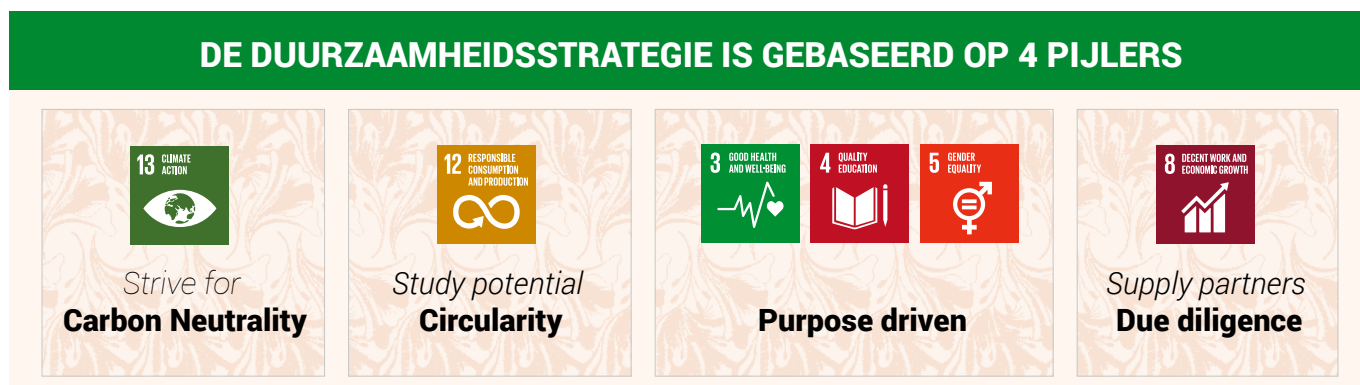 DE DUURZAAMHEIDSSTRATEGIE IS GEBASEERD OP 4 PIJLERS
13 CLIMATE
ACTION
Strive for
Carbon Neutrality
12 RESPONSIBLE
CONSUMPTION
AND PRODUCTION
Study potential
Circularity
3 GOOD HEALTH
AND WELL-BEING
4 QUALITY
EDUCATION
5 GENDER
EQUALITY
Purpose driven
8 DECENT WORK AND
ECONOMIC GROWTH
Supply partners
Due diligence